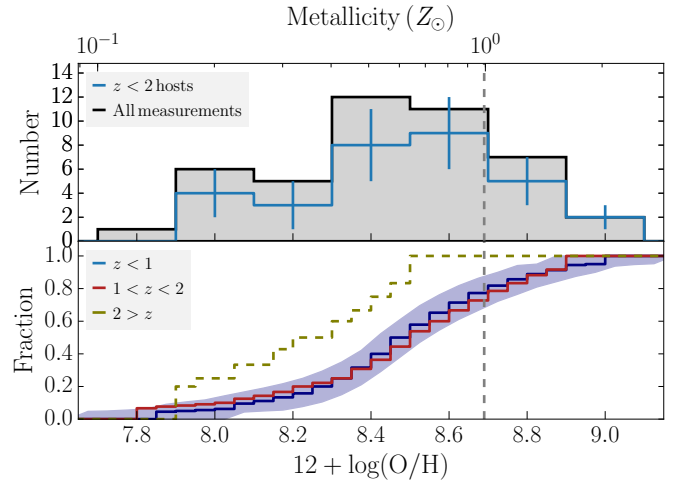 Metallicity (Z⊙)
10⁻¹ 10⁰
14
12
10
8
6
4
2
0
Number
z < 2 hosts
All measurements
1.0
0.8
0.6
0.4
0.2
0.0
Fraction
z < 1
1 < z < 2
2 > z
7.8 8.0 8.2 8.4 8.6 8.8 9.0
12 + log(O/H)